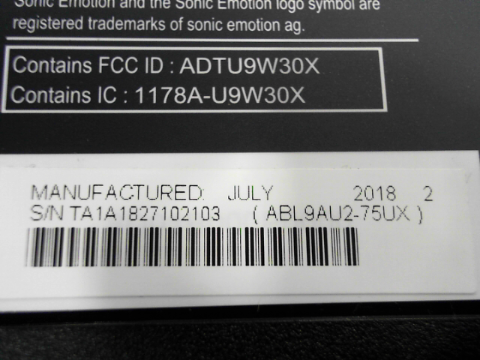 Sonic Emotion and the Sonic Emotion logo symbol are
registered trademarks of sonic emotion ag.
Contains FCC ID : ADTU9W30X
Contains IC : 1178A-U9W30X
MANUFACTURED: JULY 2018 2
S/N TA1A1827102103 ( ABL9AU2-75UX )